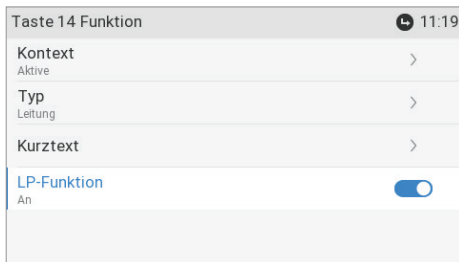 Taste 14 Funktion 11:19
Kontext
Aktive
Typ
Leitung
Kurztext
LP-Funktion
An